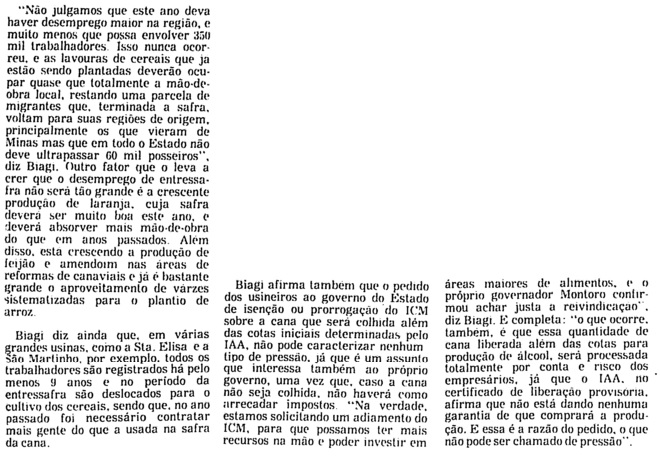 "Não julgamos que este ano deva
haver desemprego maior na região, e
muito menos que possa envolver 350
mil trabalhadores. Isso nunca ocor-
reu, e as lavouras de cereais que ja
estão sendo plantadas deverão ocu-
par quase que totalmente a mão-de-
obra local, restando uma parcela de
migrantes que, terminada a safra,
voltam para suas regiões de origem,
principalmente os que vieram de
Minas mas que em todo o Estado não
deve ultrapassar 60 mil posseiros",
diz Biagi. Outro fator que o leva a
crer que o desemprego de entressa-
fra não será tão grande é a crescente
produção de laranja, cuja safra
deverá ser muito boa este ano, e
deverá absorver mais mão-de-obra
do que em anos passados. Além
disso, esta crescendo a produção de
feijão e amendoim nas áreas de
reformas de canaviais e já é bastante
grande o aproveitamento de várzes
sistematizadas para o plantio de
arroz.
Biagi diz ainda que, em várias
grandes usinas, como a Sta. Elisa e a
São Martinho, por exemplo, todos os
trabalhadores são registrados há pelo
menos 9 anos e no período da
entressafra são deslocados para o
cultivo dos cereais, sendo que, no ano
passado foi necessário contratar
mais gente do que a usada na safra
da cana.
Biagi afirma tambem que o pedido
dos usineiros ao governo do Estado
de isenção ou prorrogação do ICM
sobre a cana que será colhida além
das cotas iniciais determinadas pelo
IAA, não pode caracterizar nenhum
tipo de pressão, já que é um assunto
que interessa também ao próprio
governo, uma vez que, caso a cana
não seja colhida, não haverá como
arrecadar impostos. "Na verdade,
estamos solicitando um adiamento do
ICM, para que possamos ter mais
recursos na mão e poder investir em
áreas maiores de alimentos, e o
próprio governador Montoro confir-
mou achar justa a reivindicação",
diz Biagi. E completa: "o que ocorre,
também, é que essa quantidade de
cana liberada além das cotas para
produção de álcool, será processada
totalmente por conta e risco dos
empresários, já que o IAA, no
certificado de liberação provisoria,
afirma que não está dando nenhuma
garantia de que comprará a produ-
ção. E essa é a razão do pedido, o que
não pode ser chamado de pressão".